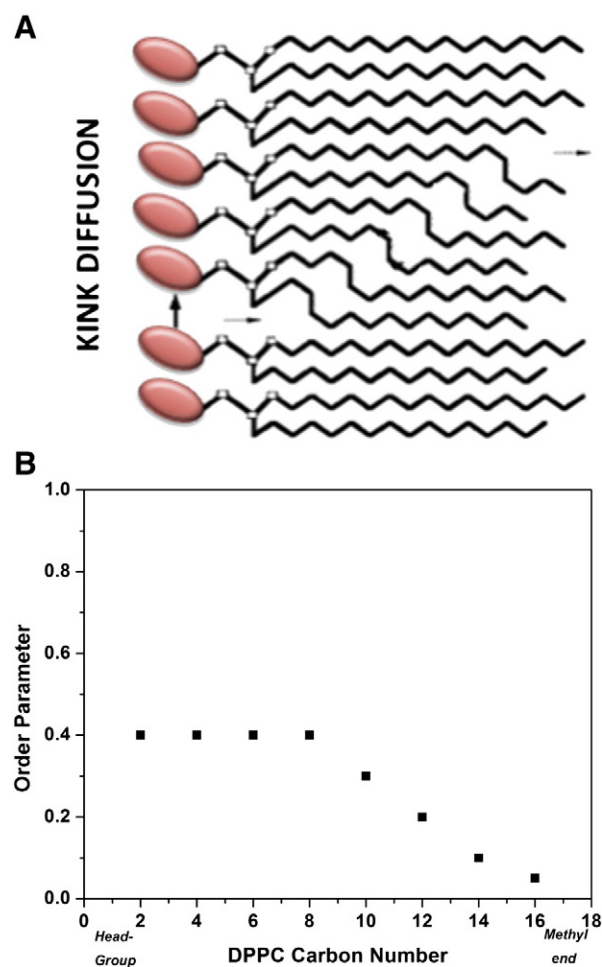 A
KINK DIFFUSION
B
1.0
0.8
0.6
0.4
0.2
0.0
Order Parameter
0 2 4 6 8 10 12 14 16 18
Head-
Group
DPPC Carbon Number
Methyl
end